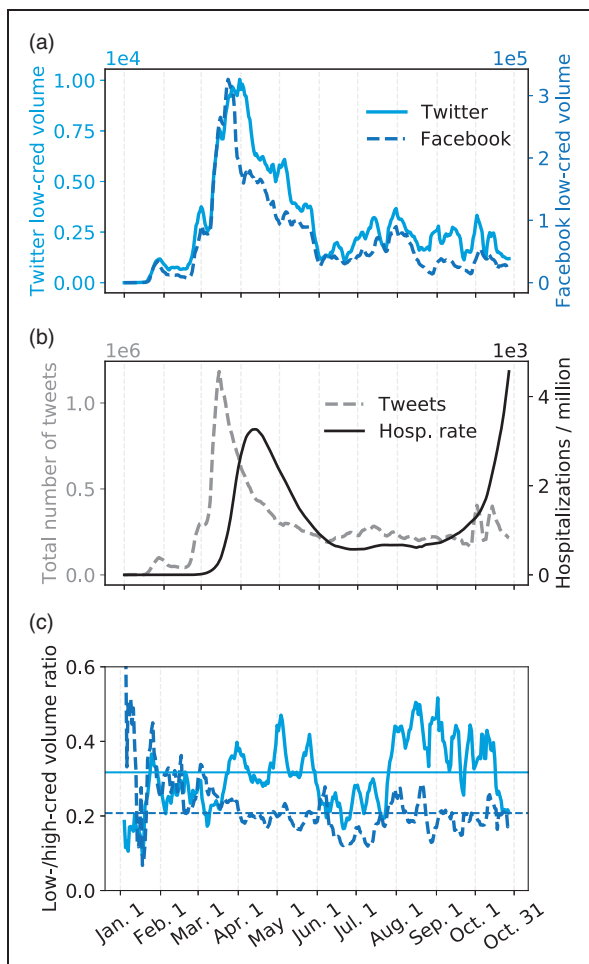 (a)
1e4
1e5
1.00
0.75
0.50
0.25
0.00
Twitter low-cred volume
Twitter
Facebook
3
2
1
0
Facebook low-cred volume
(b)
1e6
1e3
1.0
0.5
0.0
Total number of tweets
Tweets
Hosp. rate
4
2
0
Hospitalizations / million
(c)
0.6
0.4
0.2
0.0
Low-/high-cred volume ratio
Jan. 1
Feb. 1
Mar. 1
Apr. 1
May. 1
Jun. 1
Jul. 1
Aug. 1
Sep. 1
Oct. 1
Oct. 31